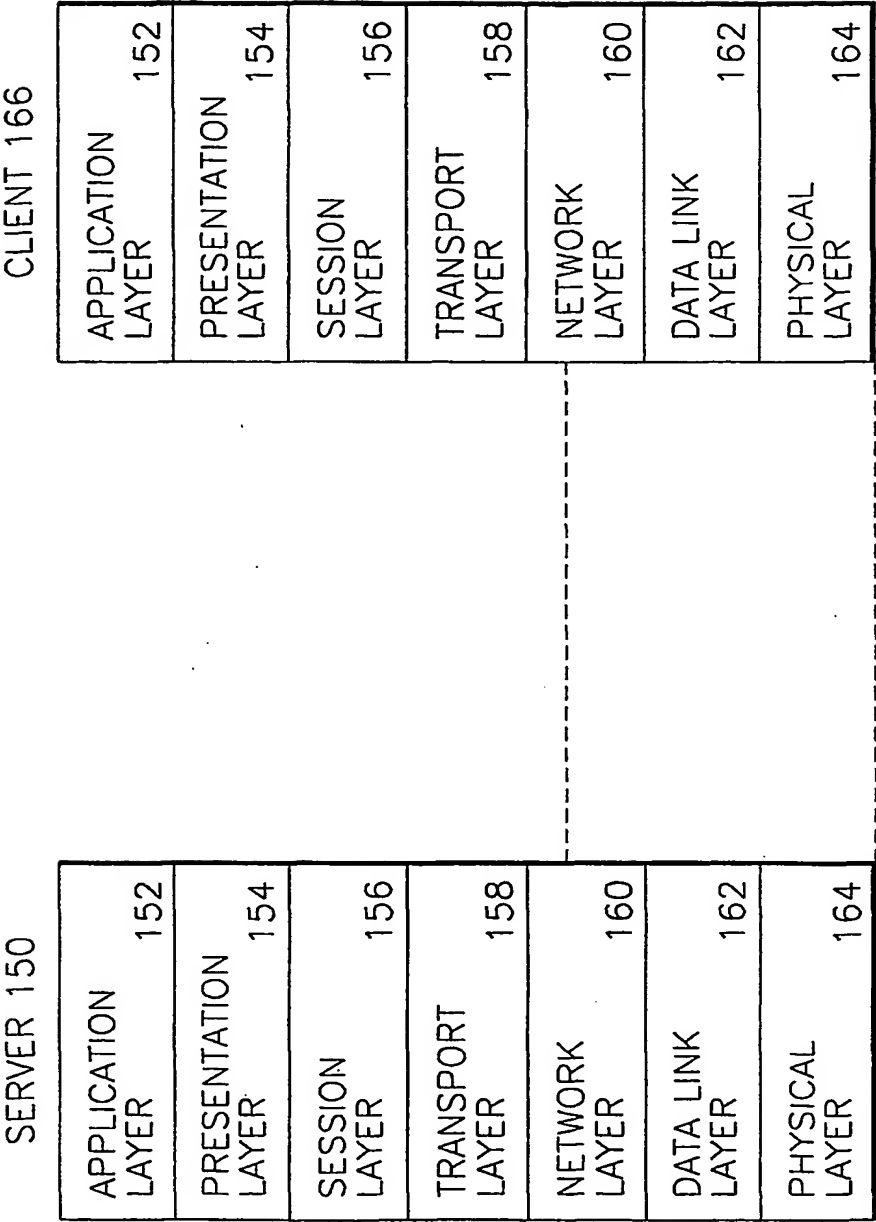 SERVER 150
APPLICATION
LAYER 152
PRESENTATION
LAYER 154
SESSION
LAYER 156
TRANSPORT
LAYER 158
NETWORK
LAYER 160
DATA LINK
LAYER 162
PHYSICAL
LAYER 164
CLIENT 166
APPLICATION
LAYER 152
PRESENTATION
LAYER 154
SESSION
LAYER 156
TRANSPORT
LAYER 158
NETWORK
LAYER 160
DATA LINK
LAYER 162
PHYSICAL
LAYER 164